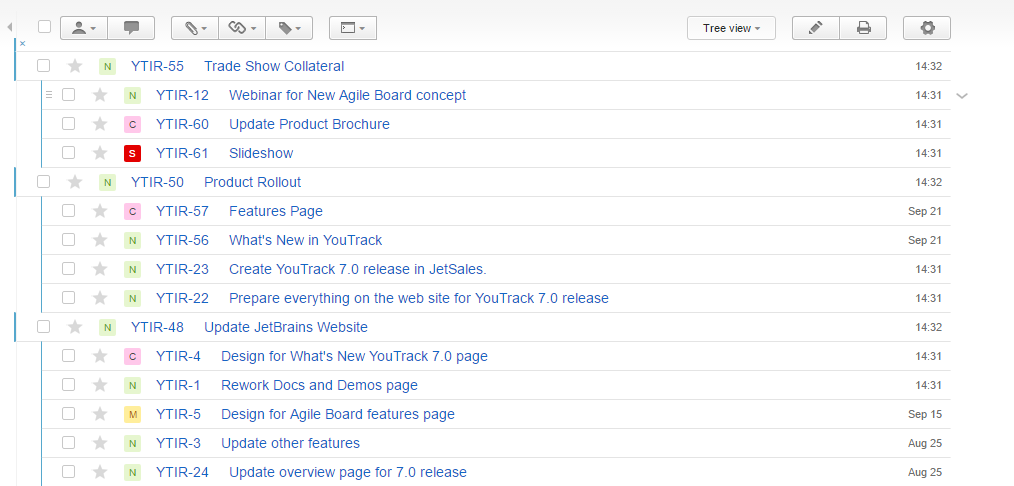 Tree view
N YTIR-55 Trade Show Collateral 14:32
N YTIR-12 Webinar for New Agile Board concept 14:31
C YTIR-60 Update Product Brochure 14:31
S YTIR-61 Slideshow 14:31
N YTIR-50 Product Rollout 14:32
C YTIR-57 Features Page Sep 21
N YTIR-56 What's New in YouTrack Sep 21
N YTIR-23 Create YouTrack 7.0 release in JetSales. 14:31
N YTIR-22 Prepare everything on the web site for YouTrack 7.0 release 14:31
N YTIR-48 Update JetBrains Website 14:32
C YTIR-4 Design for What's New YouTrack 7.0 page 14:31
N YTIR-1 Rework Docs and Demos page 14:31
M YTIR-5 Design for Agile Board features page Sep 15
N YTIR-3 Update other features Aug 25
N YTIR-24 Update overview page for 7.0 release Aug 25